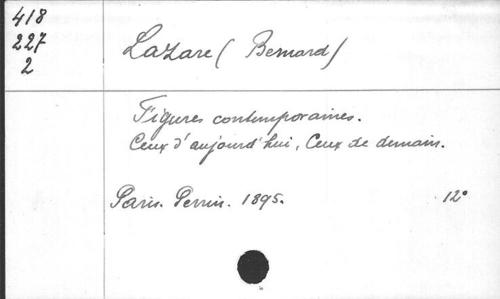 418
227
2
Lazare (Bernard)
Figures contemporaines.
Ceux d'aujourd'hui, Ceux de demain.
Paris. Perrin. 1895. 12°